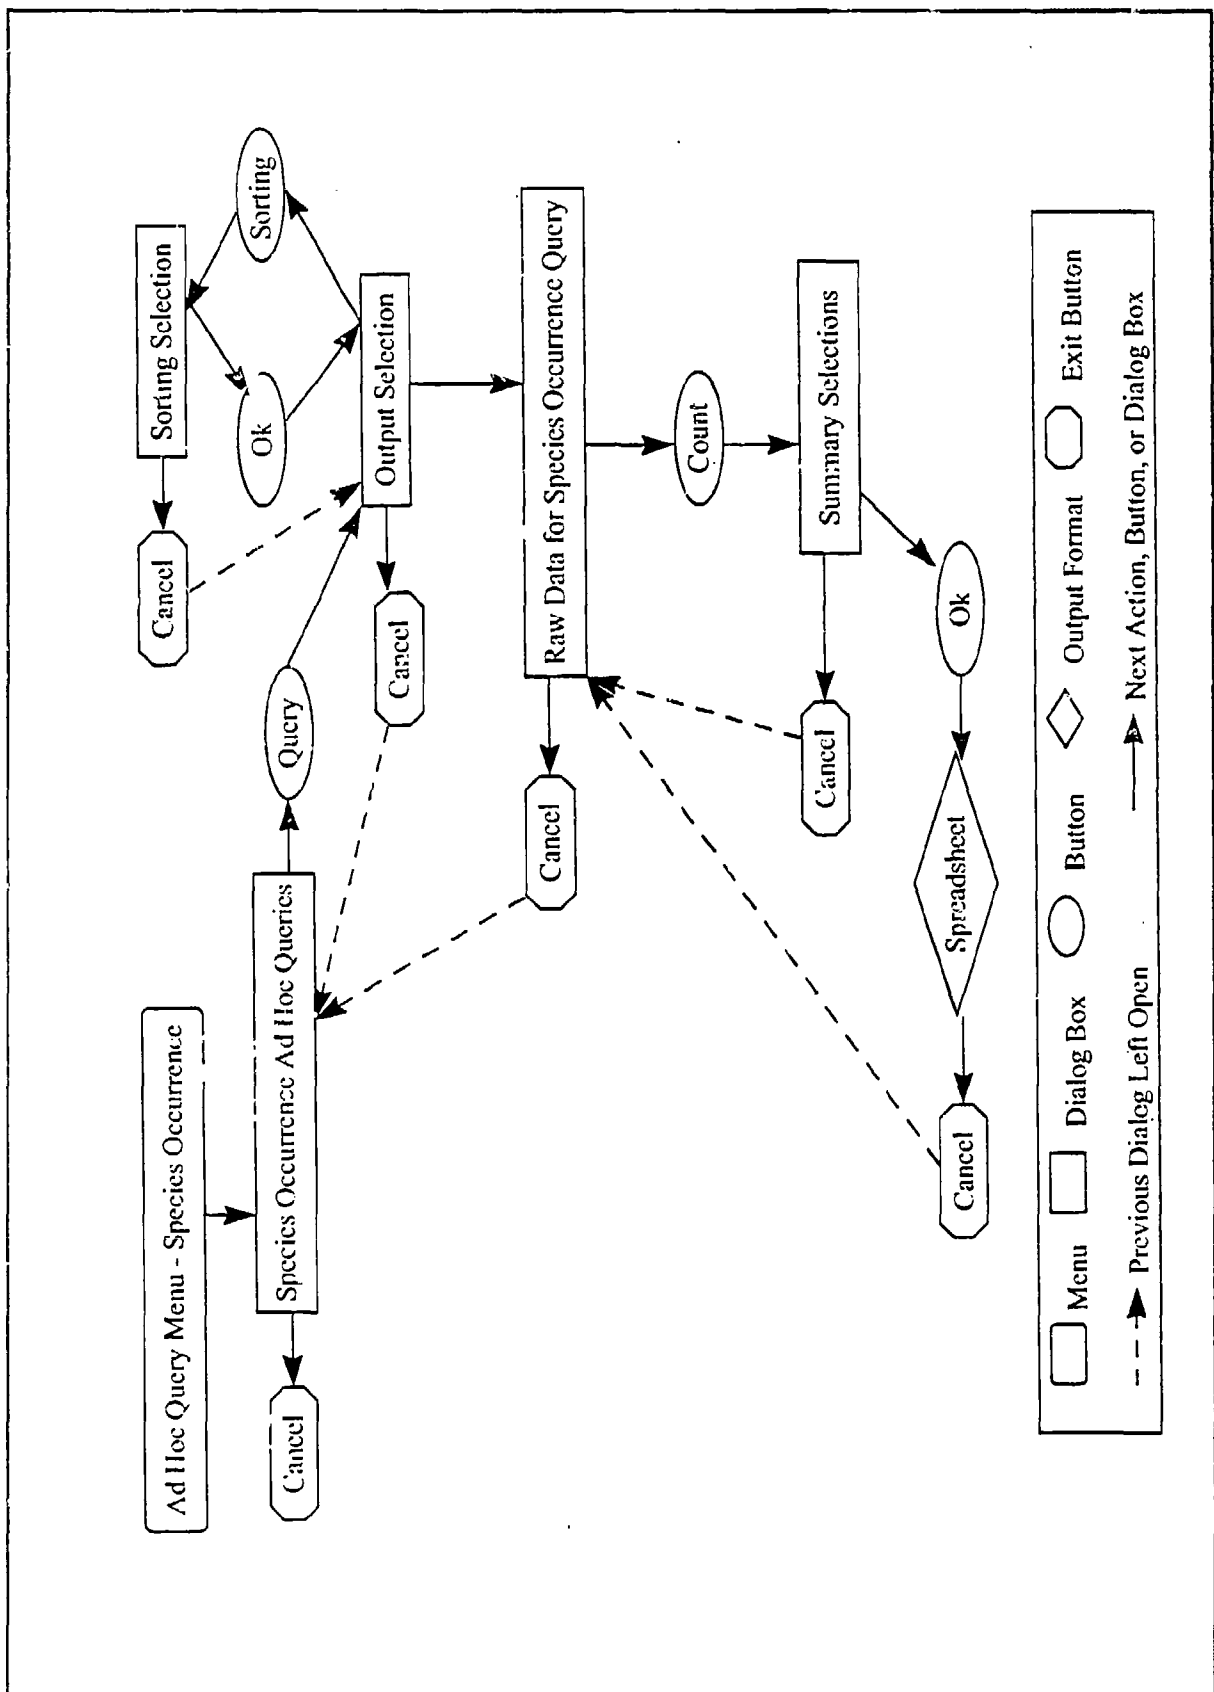 Ad Hoc Query Menu - Species Occurrence
Species Occurrence Ad Hoc Queries
Cancel
Query
Cancel
Sorting Selection
Ok
Sorting
Output Selection
Cancel
Raw Data for Species Occurrence Query
Cancel
Count
Summary Selections
Cancel
Ok
Spreadsheet
Cancel
Menu
Dialog Box
Button
Output Format
Exit Button
Previous Dialog Left Open
Next Action, Button, or Dialog Box